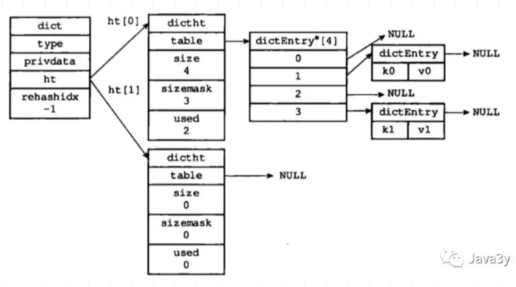 dict
type
privdata
ht
rehashidx
-1
ht[0]
ht[1]
dictht
table
size
4
sizemask
3
used
2
dictEntry*[4]
0
1
2
3
NULL
dictEntry
k0 v0
NULL
NULL
dictEntry
k1 v1
NULL
dictht
table
size
0
sizemask
0
used
0
NULL
Java3y